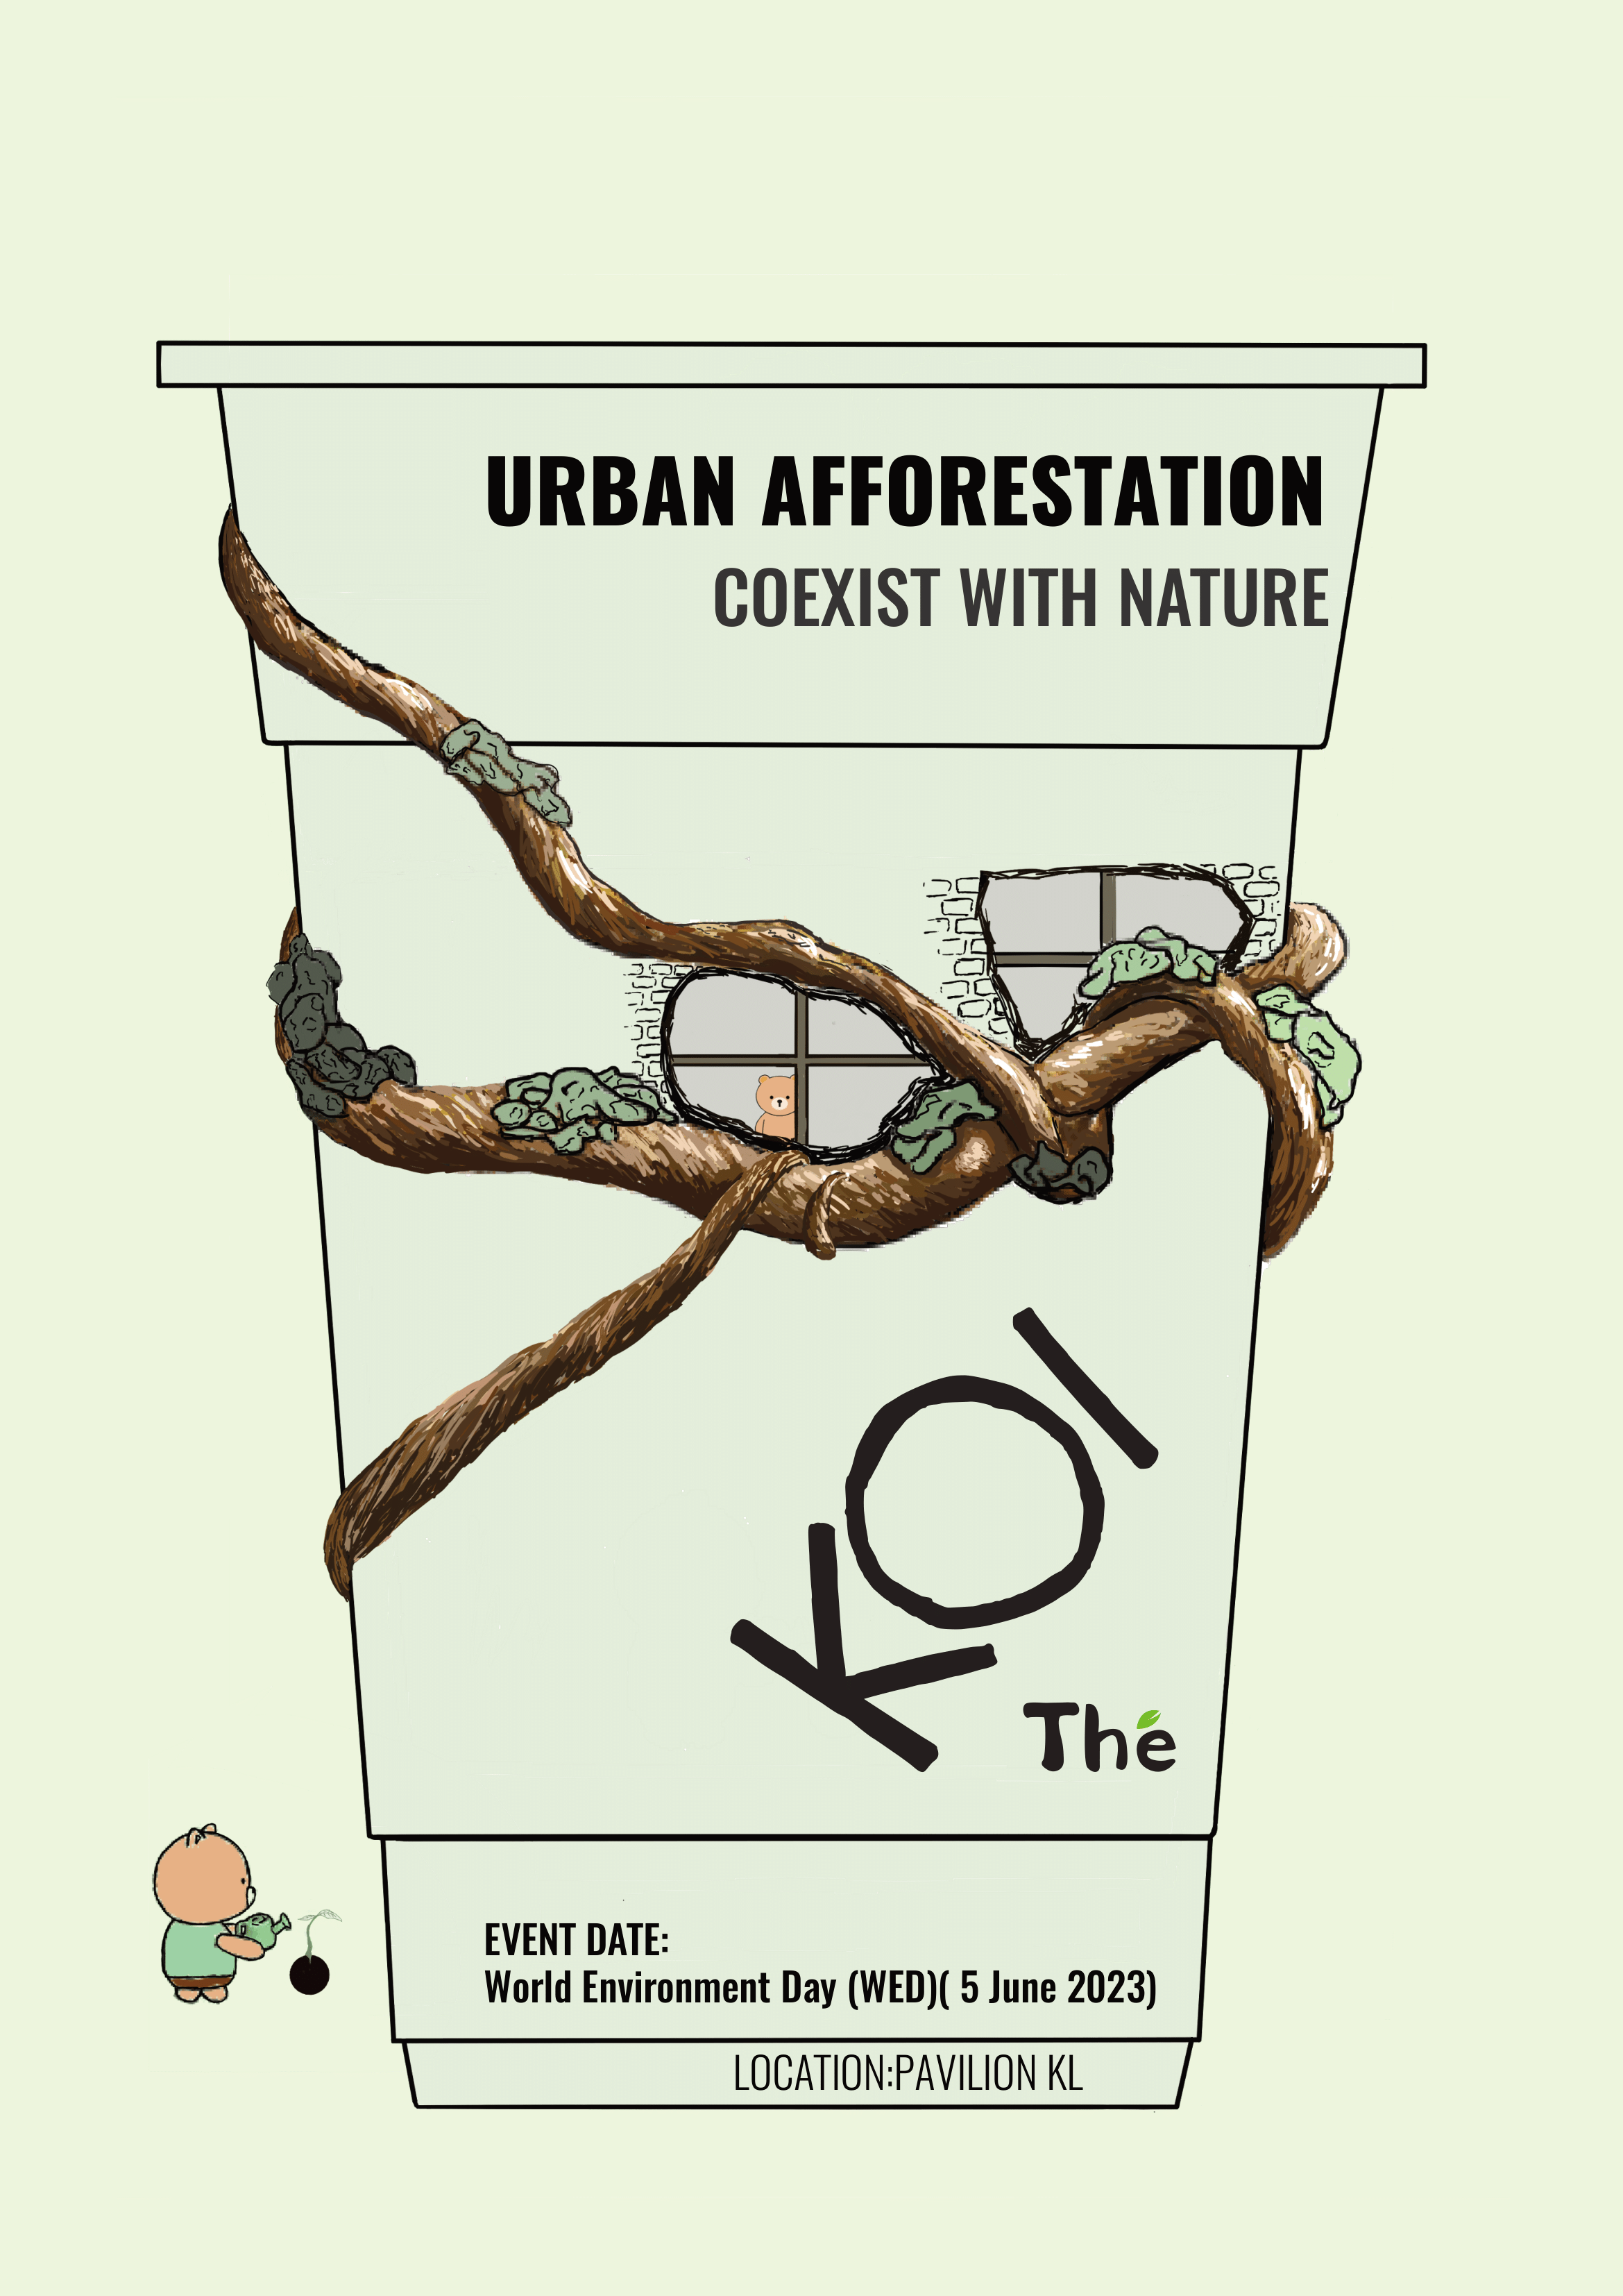 URBAN AFFORESTATION
COEXIST WITH NATURE
KOI
Thé
EVENT DATE:
World Environment Day (WED)( 5 June 2023)
LOCATION:PAVILION KL